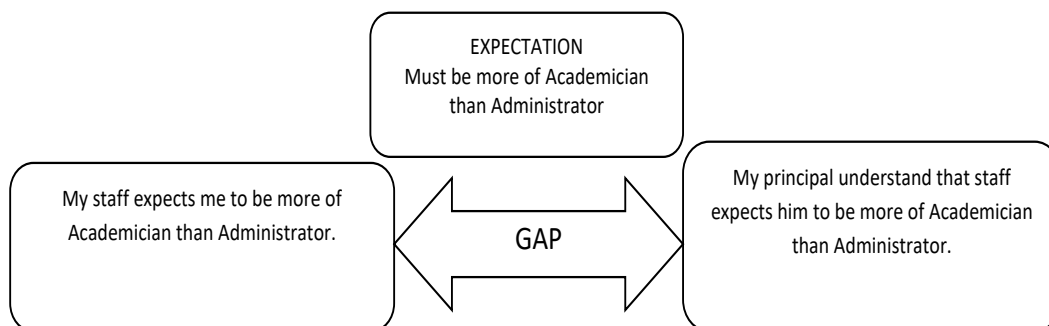 EXPECTATION
Must be more of Academician
than Administrator
My staff expects me to be more of
Academician than Administrator.
GAP
My principal understand that staff
expects him to be more of Academician
than Administrator.